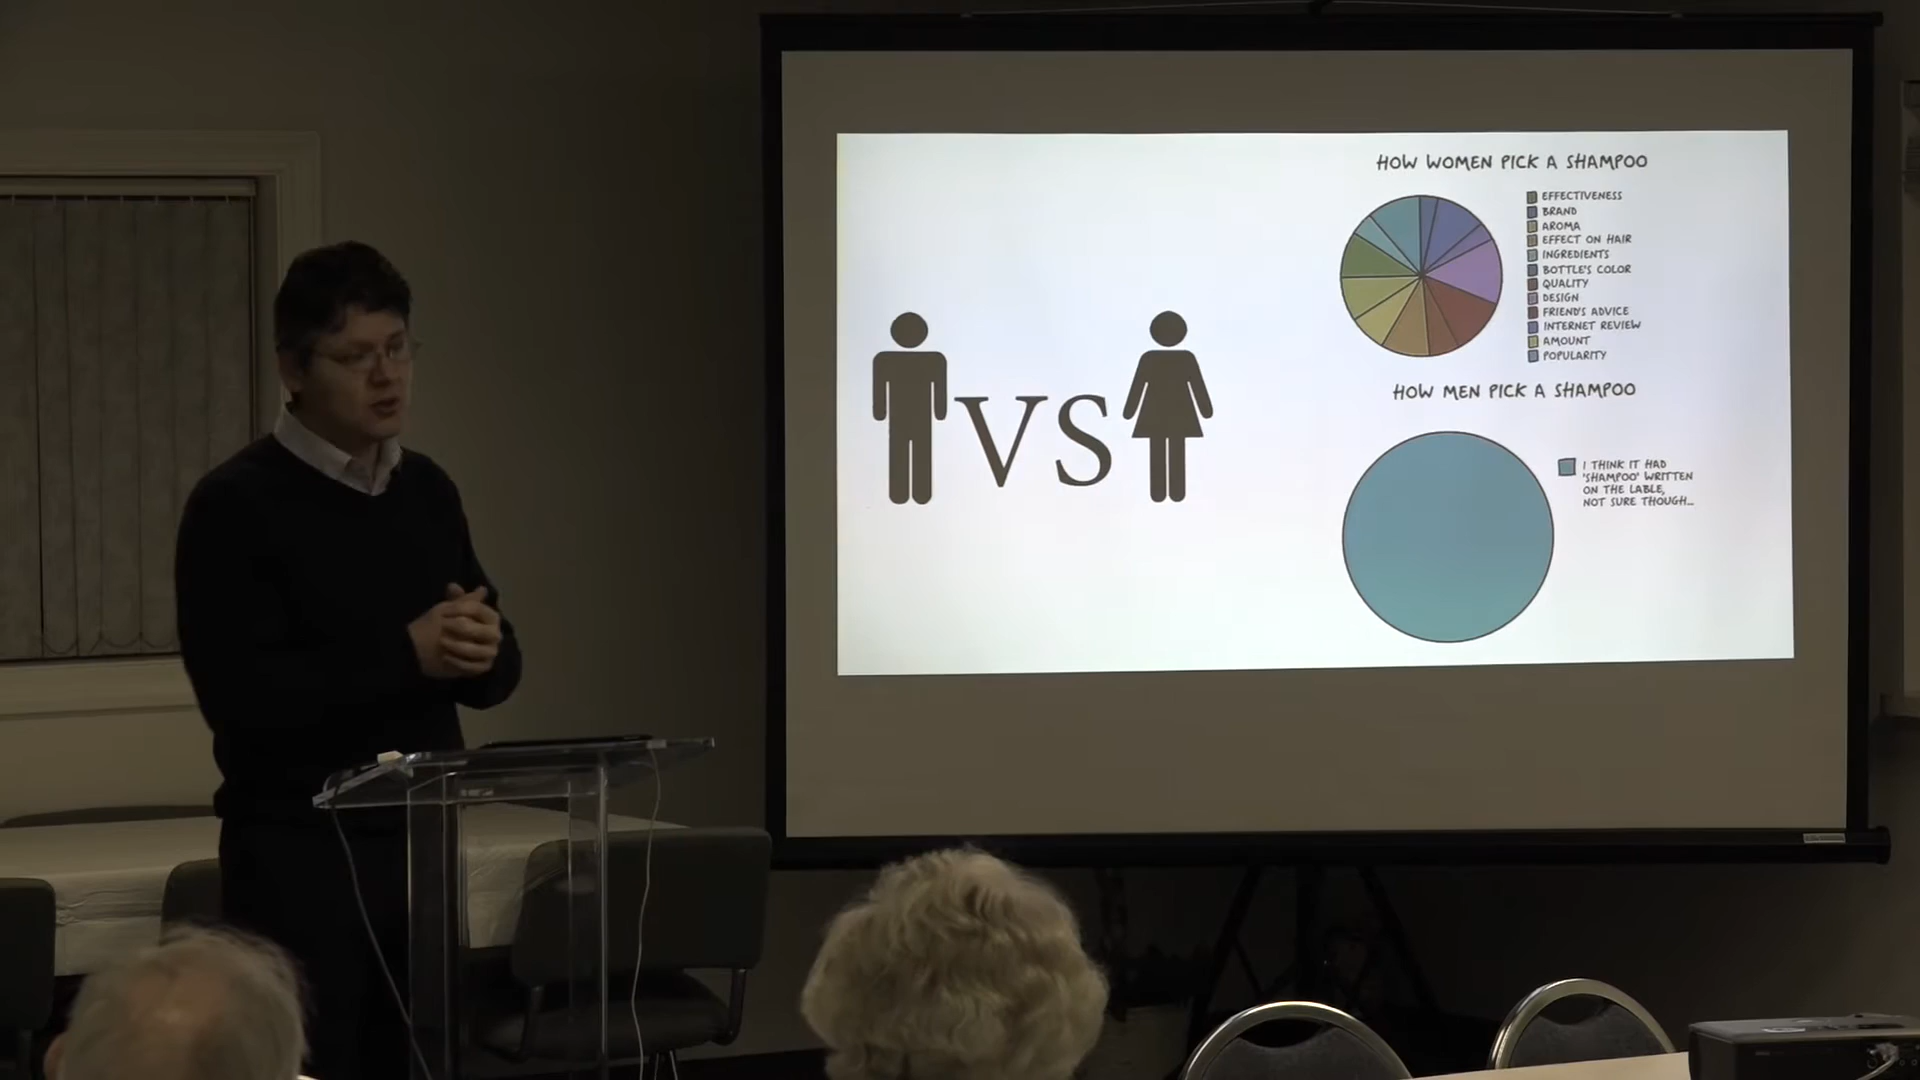 VS
HOW WOMEN PICK A SHAMPOO
EFFECTIVENESS
BRAND
AROMA
EFFECT ON HAIR
INGREDIENTS
BOTTLE'S COLOR
QUALITY
DESIGN
FRIEND'S ADVICE
INTERNET REVIEW
AMOUNT
POPULARITY
HOW MEN PICK A SHAMPOO
I THINK IT HAD
'SHAMPOO' WRITTEN
ON THE LABLE,
NOT SURE THOUGH...